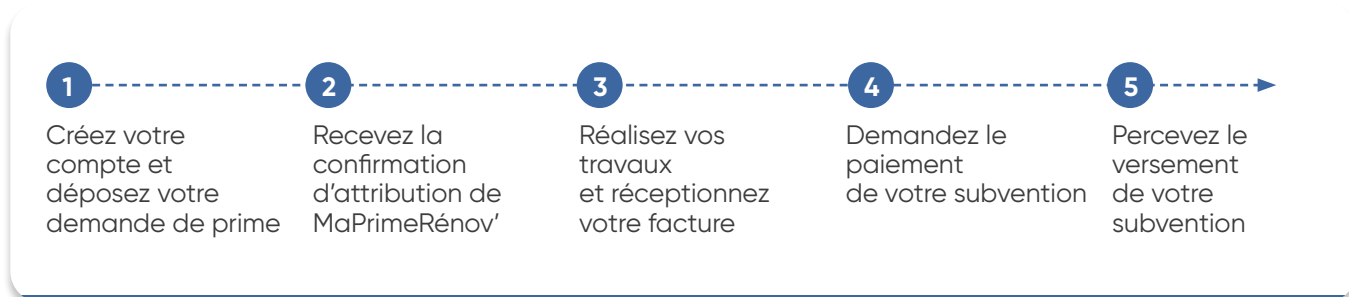 1
Créez votre
compte et
déposez votre
demande de prime
2
Recevez la
confirmation
d'attribution de
MaPrimeRénov’
3
Réalisez vos
travaux
et réceptionnez
votre facture
4
Demandez le
paiement
de votre subvention
5
Percevez le
versement
de votre
subvention